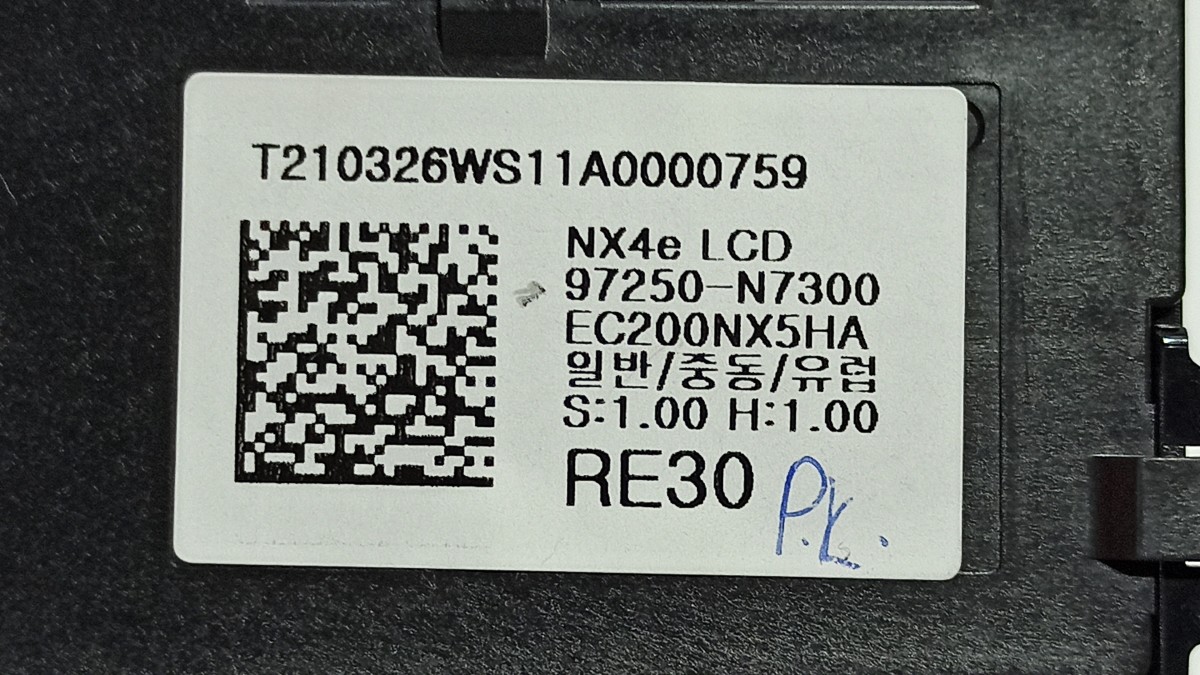 T210326WS11A0000759
NX4e LCD
97250-N7300
EC200NX5HA
일반/중동/유럽
S:1.00 H:1.00
RE30
P.K.